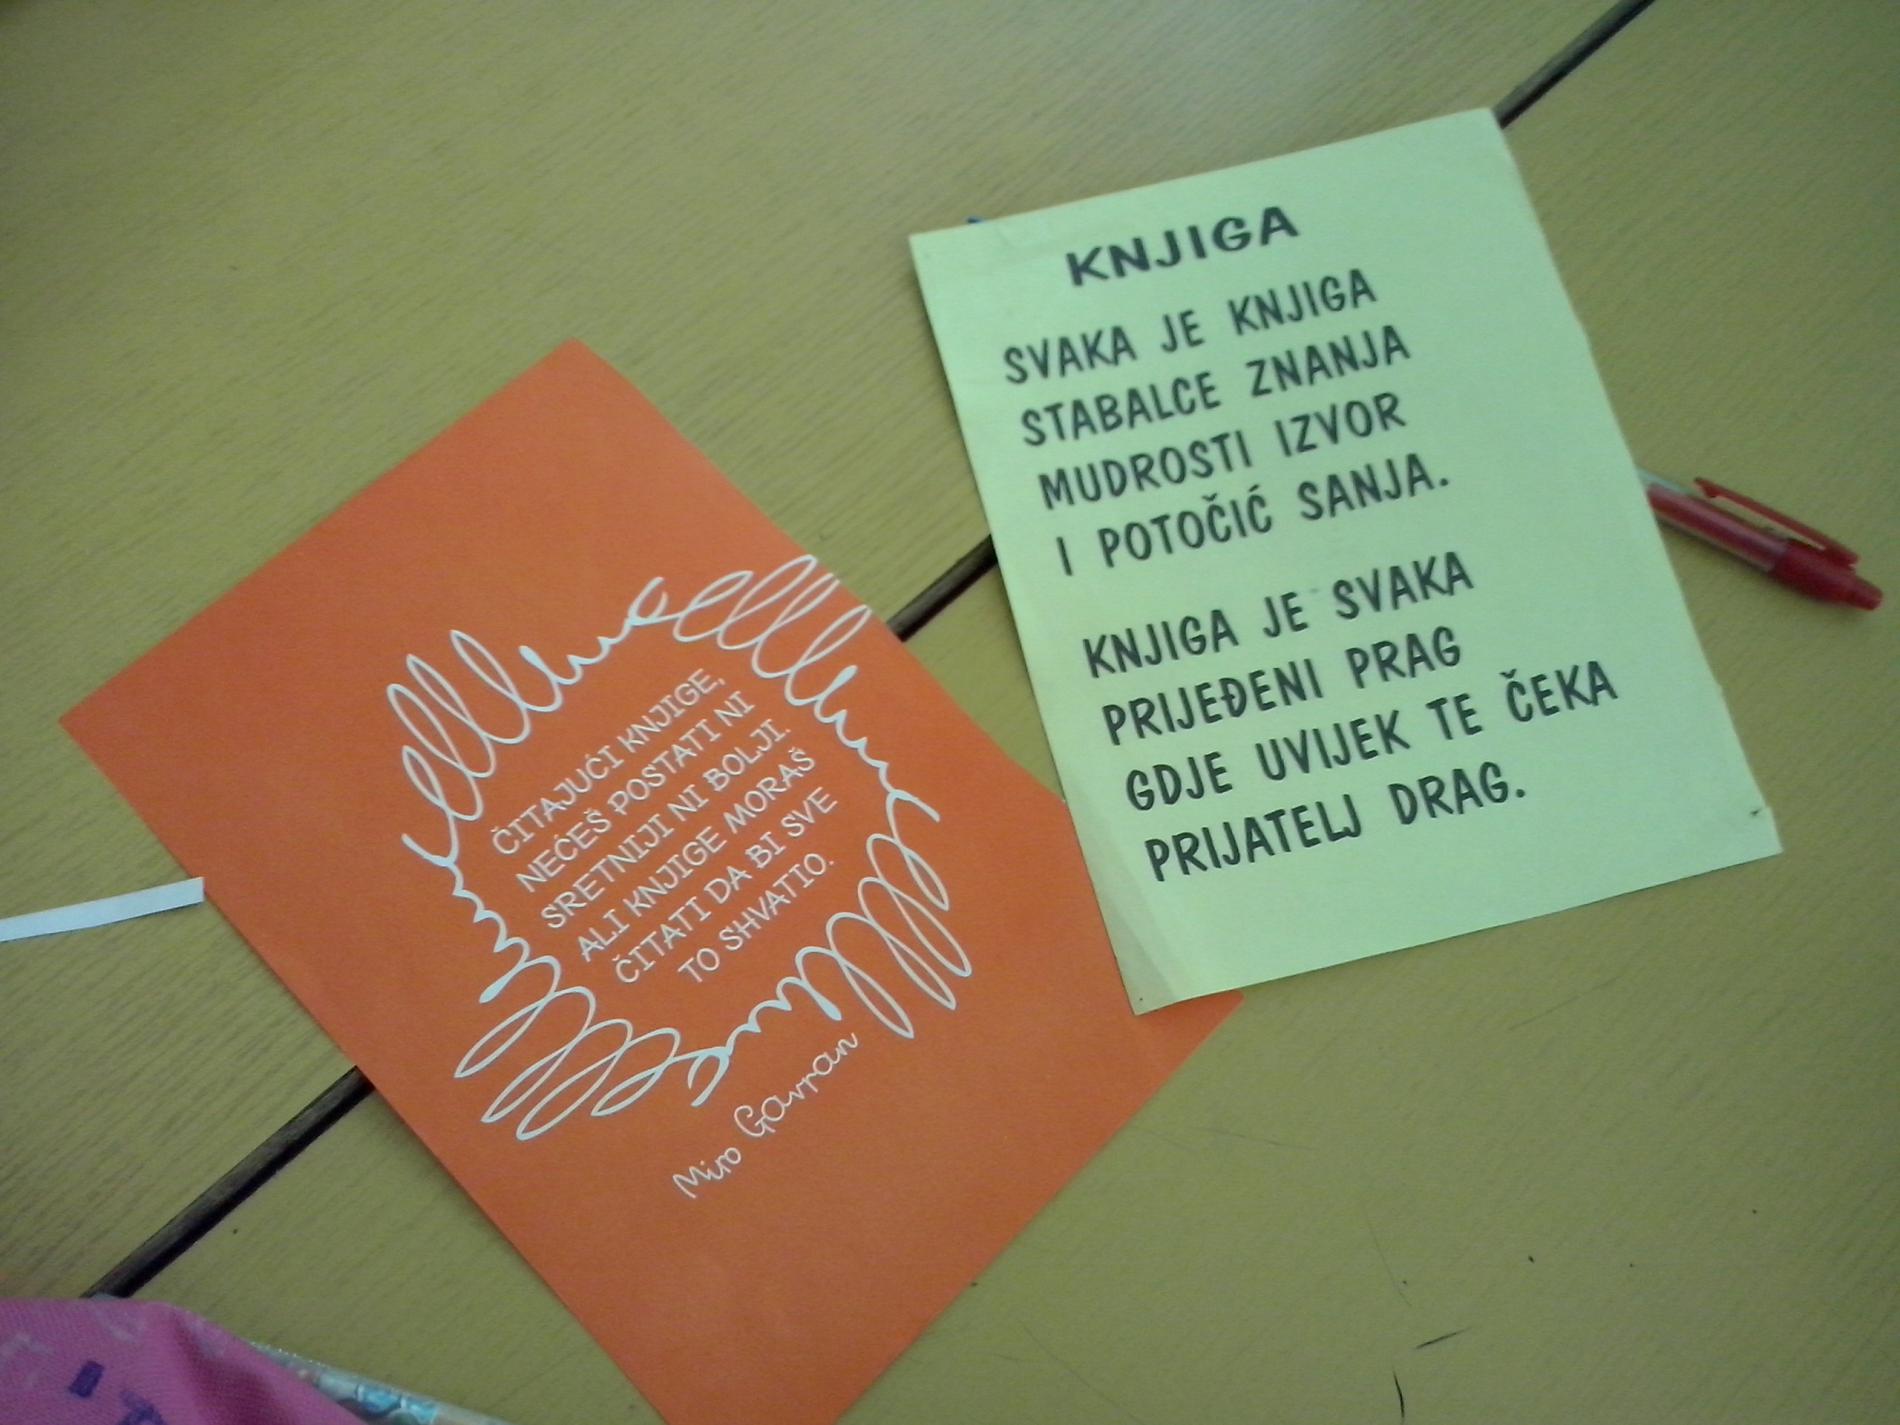 ČITAJUĆI KNJIGE,
NEĆEŠ POSTATI NI
SRETNIJI NI BOLJI.
ALI KNJIGE MORAŠ
ČITATI DA BI SVE
TO SHVATIO.
Miro Gavran
KNJIGA
SVAKA JE KNJIGA
STABALCE ZNANJA
MUDROSTI IZVOR
I POTOČIĆ SANJA.
KNJIGA JE SVAKA
PRIJEĐENI PRAG
GDJE UVIJEK TE ČEKA
PRIJATELJ DRAG.